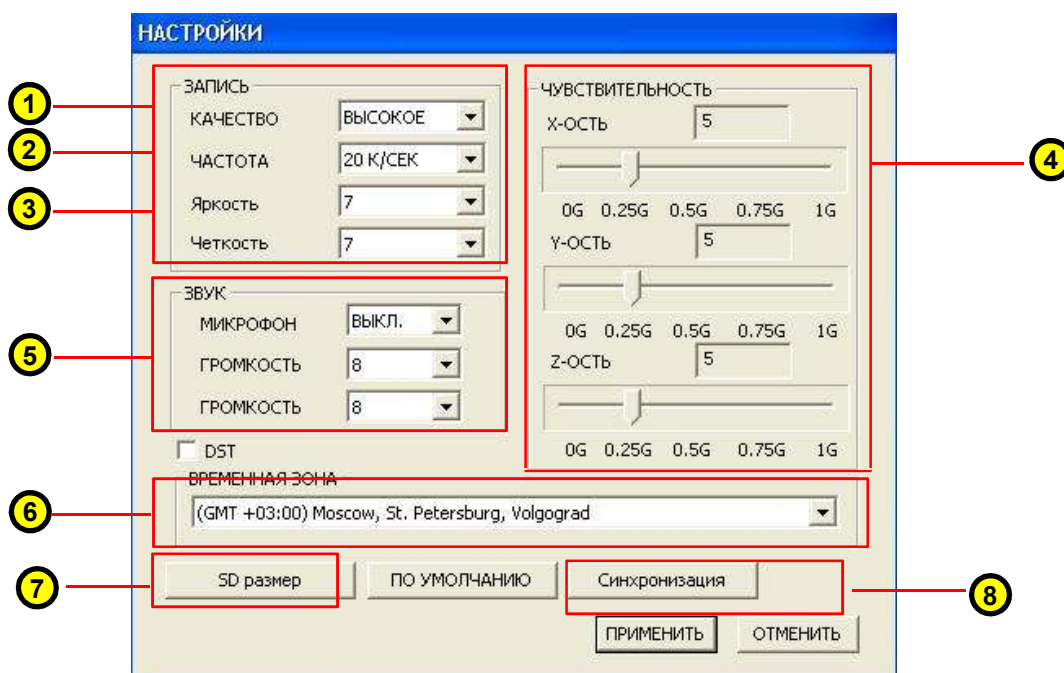 НАСТРОЙКИ
ЗАПИСЬ
1
КАЧЕСТВО ВЫСОКОЕ
2
ЧАСТОТА 20 К/СЕК
3
Яркость 7
Четкость 7
ЧУВСТВИТЕЛЬНОСТЬ
X-ОСТЬ 5
4
0G 0.25G 0.5G 0.75G 1G
Y-ОСТЬ 5
0G 0.25G 0.5G 0.75G 1G
Z-ОСТЬ 5
0G 0.25G 0.5G 0.75G 1G
ЗВУК
МИКРОФОН ВЫКЛ.
5
ГРОМКОСТЬ 8
ГРОМКОСТЬ 8
DST
ВРЕМЕННАЯ ЗОНА
6
(GMT +03:00) Moscow, St. Petersburg, Volgograd
7
SD размер ПО УМОЛЧАНИЮ Синхронизация
8
ПРИМЕНИТЬ ОТМЕНИТЬ